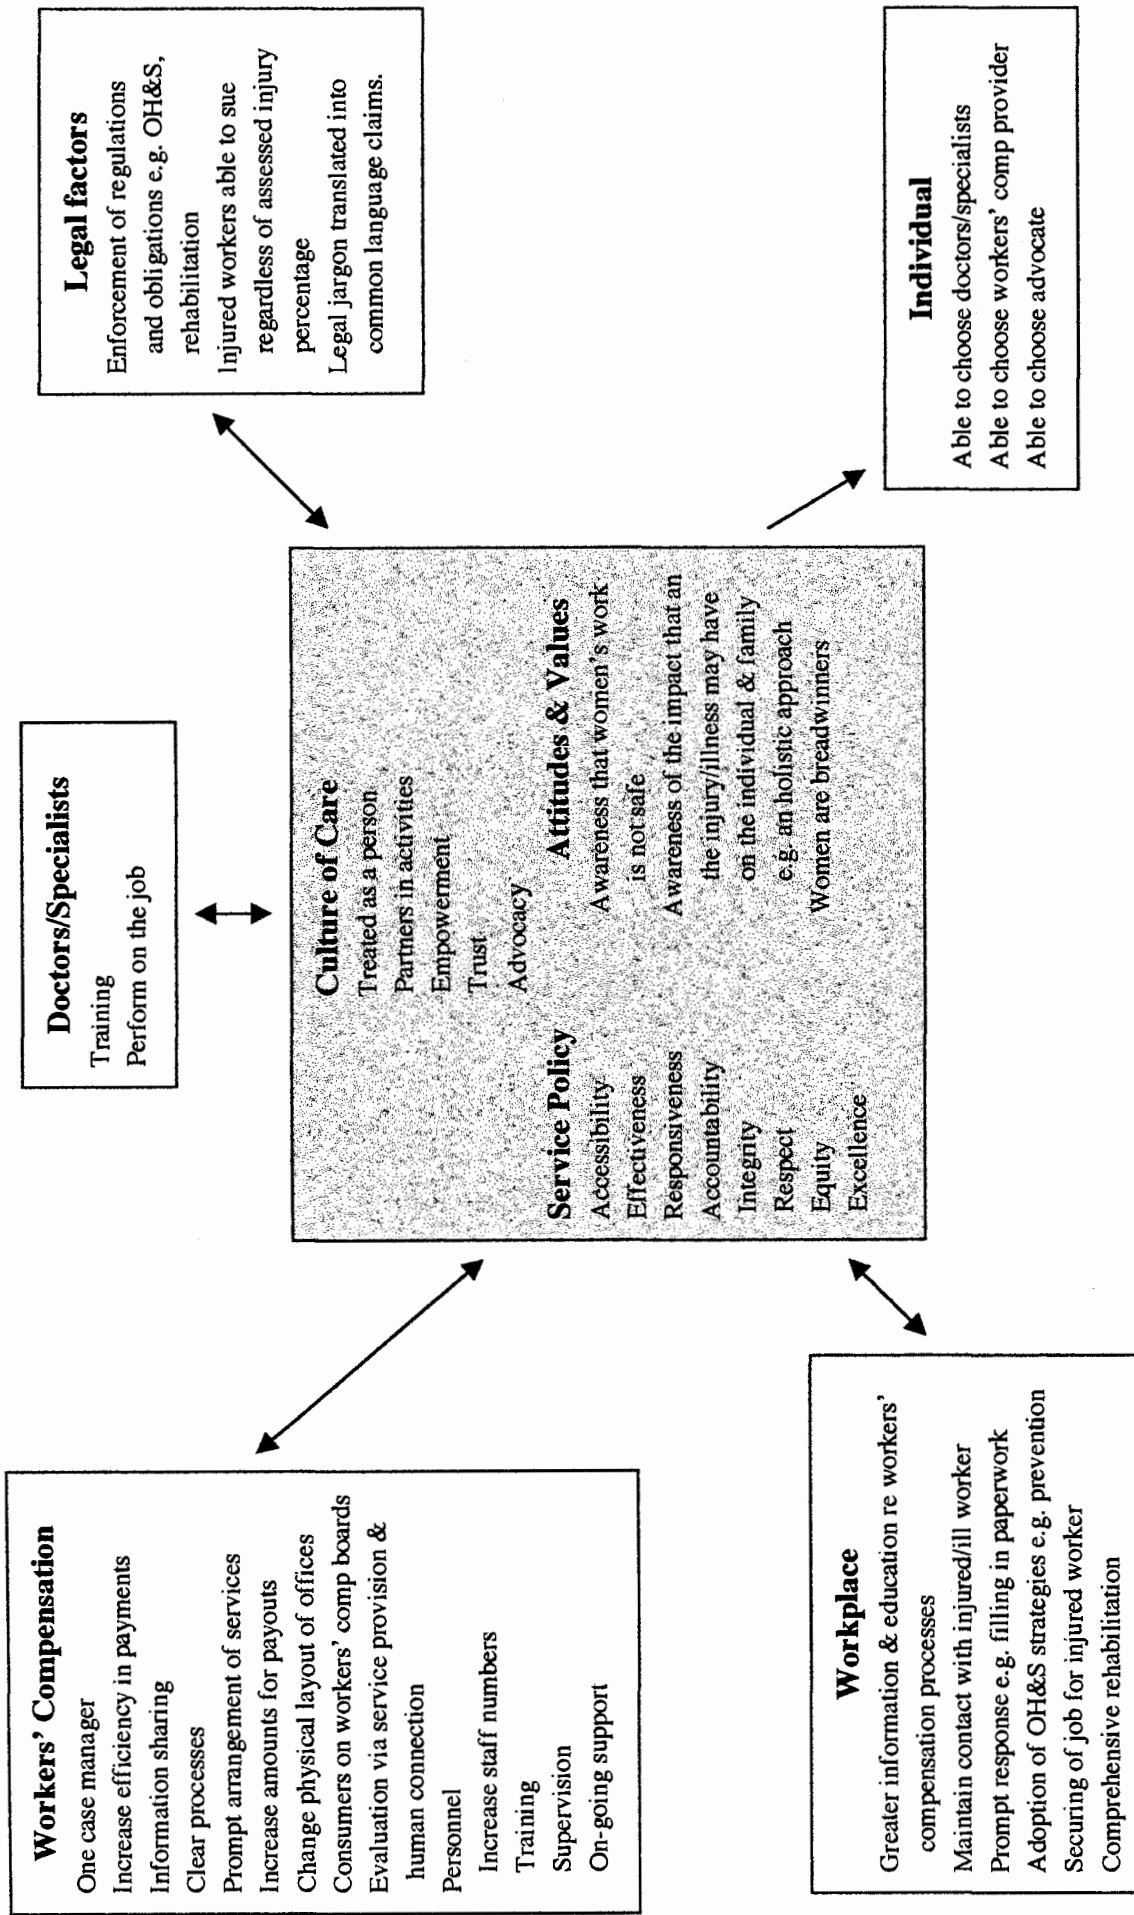 Workers' Compensation
One case manager
Increase efficiency in payments
Information sharing
Clear processes
Prompt arrangement of services
Increase amounts for payouts
Change physical layout of offices
Consumers on workers' comp boards
Evaluation via service provision &
human connection
Personnel
Increase staff numbers
Training
Supervision
On-going support
Doctors/Specialists
Training
Perform on the job
Legal factors
Enforcement of regulations
and obligations e.g. OH&S,
rehabilitation
Injured workers able to sue
regardless of assessed injury
percentage
Legal jargon translated into
common language claims.
Culture of Care
Treated as a person
Partners in activities
Empowerment
Trust
Advocacy
Service Policy
Accessibility
Effectiveness
Responsiveness
Accountability
Integrity
Respect
Equity
Excellence
Attitudes & Values
Awareness that women's work
is not safe
Awareness of the impact that an
the injury/illness may have
on the individual & family
e.g. an holistic approach
Women are breadwinners
Workplace
Greater information & education re workers'
compensation processes
Maintain contact with injured/ill worker
Prompt response e.g. filling in paperwork
Adoption of OH&S strategies e.g. prevention
Securing of job for injured worker
Comprehensive rehabilitation
Individual
Able to choose doctors/specialists
Able to choose workers' comp provider
Able to choose advocate